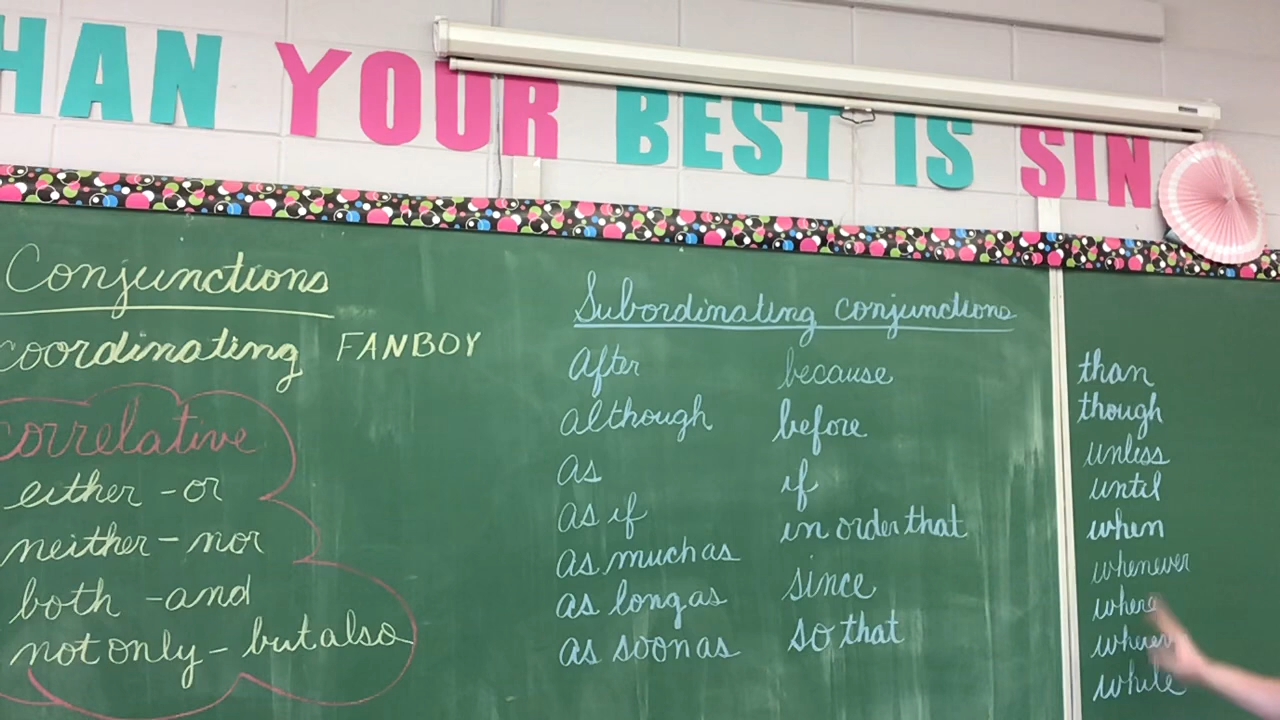 HAN YOUR BEST IS SIN
Conjunctions
coordinating FANBOY
correlative
either - or
neither - nor
both - and
not only - but also
Subordinating conjunctions
After
although
as
as if
as much as
as long as
as soon as
because
before
if
in order that
since
so that
than
though
unless
until
when
whenever
where
while